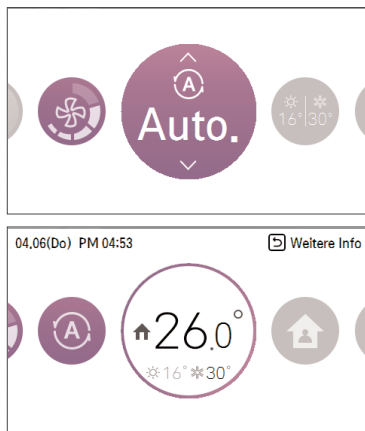 A
Auto.
16° 30°
04.06(Do) PM 04:53
Weitere Info
A
26.0°
16° 30°